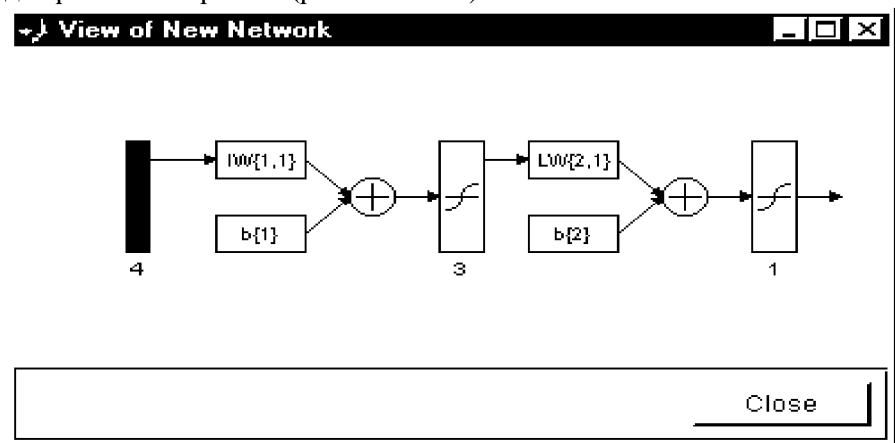 View of New Network
IW{1,1}
LW{2,1}
b{1}
b{2}
4
3
1
Close